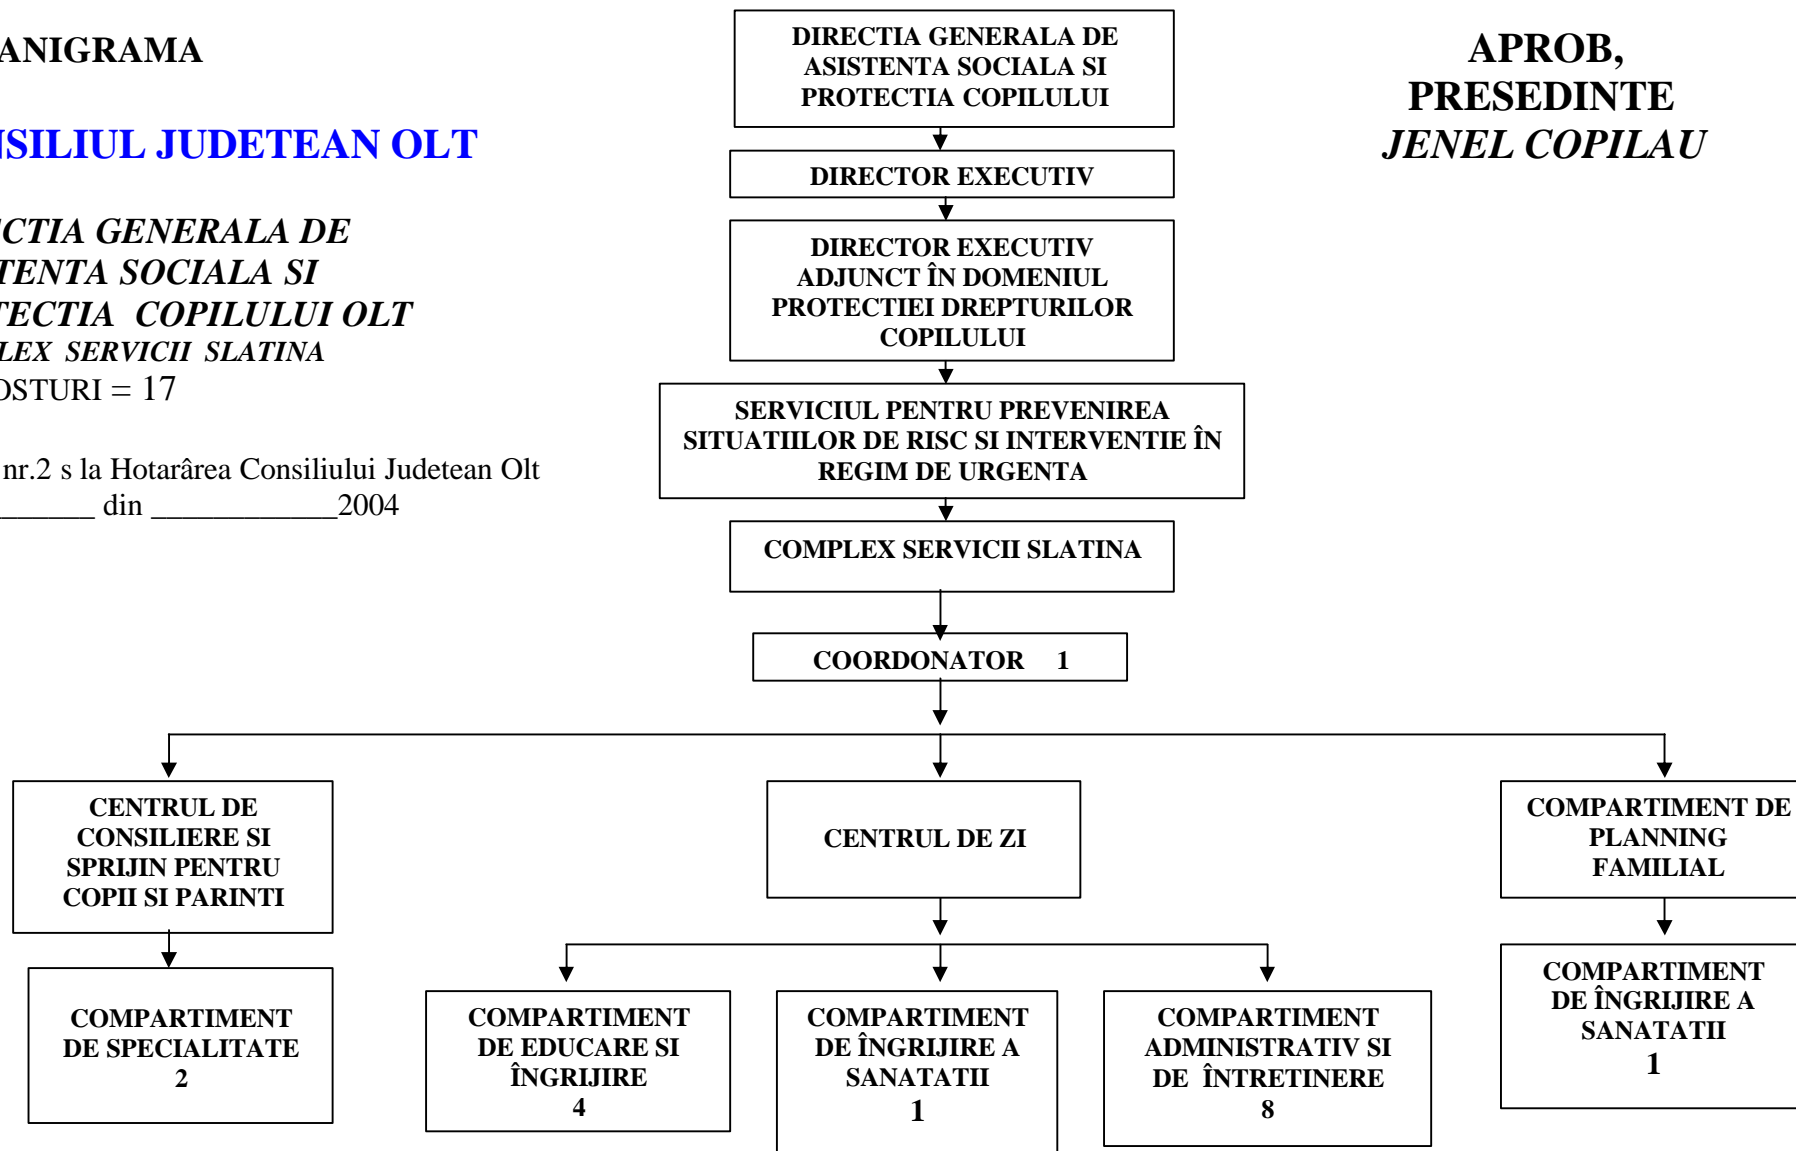 ANIGRAMA
NSILIUL JUDETEAN OLT
ECTIA GENERALA DE
TENTA SOCIALA SI
TECTIA COPILULUI OLT
LEX SERVICII SLATINA
OSTURI = 17
nr.2 s la Hotarârea Consiliului Judetean Olt
_______ din ____________2004
APROB,
PRESEDINTE
JENEL COPILAU
DIRECTIA GENERALA DE
ASISTENTA SOCIALA SI
PROTECTIA COPILULUI
DIRECTOR EXECUTIV
DIRECTOR EXECUTIV
ADJUNCT ÎN DOMENIUL
PROTECTIEI DREPTURILOR
COPILULUI
SERVICIUL PENTRU PREVENIREA
SITUATIILOR DE RISC SI INTERVENTIE ÎN
REGIM DE URGENTA
COMPLEX SERVICII SLATINA
COORDONATOR 1
CENTRUL DE
CONSILIERE SI
SPRIJIN PENTRU
COPII SI PARINTI
CENTRUL DE ZI
COMPARTIMENT DE
PLANNING
FAMILIAL
COMPARTIMENT
DE SPECIALITATE
2
COMPARTIMENT
DE EDUCARE SI
ÎNGRIJIRE
4
COMPARTIMENT
DE ÎNGRIJIRE A
SANATATII
1
COMPARTIMENT
ADMINISTRATIV SI
DE ÎNTRETINERE
8
COMPARTIMENT
DE ÎNGRIJIRE A
SANATATII
1